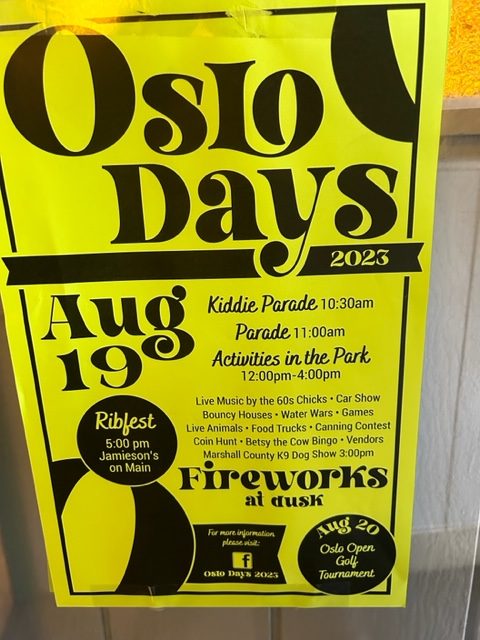 Oslo
Days
2023
Aug
19
Kiddie Parade 10:30am
Parade 11:00am
Activities in the Park
12:00pm-4:00pm
Live Music by the 60s Chicks • Car Show
Bouncy Houses • Water Wars • Games
Live Animals • Food Trucks • Canning Contest
Coin Hunt • Betsy the Cow Bingo • Vendors
Marshall County K9 Dog Show 3:00pm
Ribfest
5:00 pm
Jamieson's
on Main
Fireworks
at dusk
For more information
please visit:
f
Oslo Days 2023
Aug 20
Oslo Open
Golf
Tournament